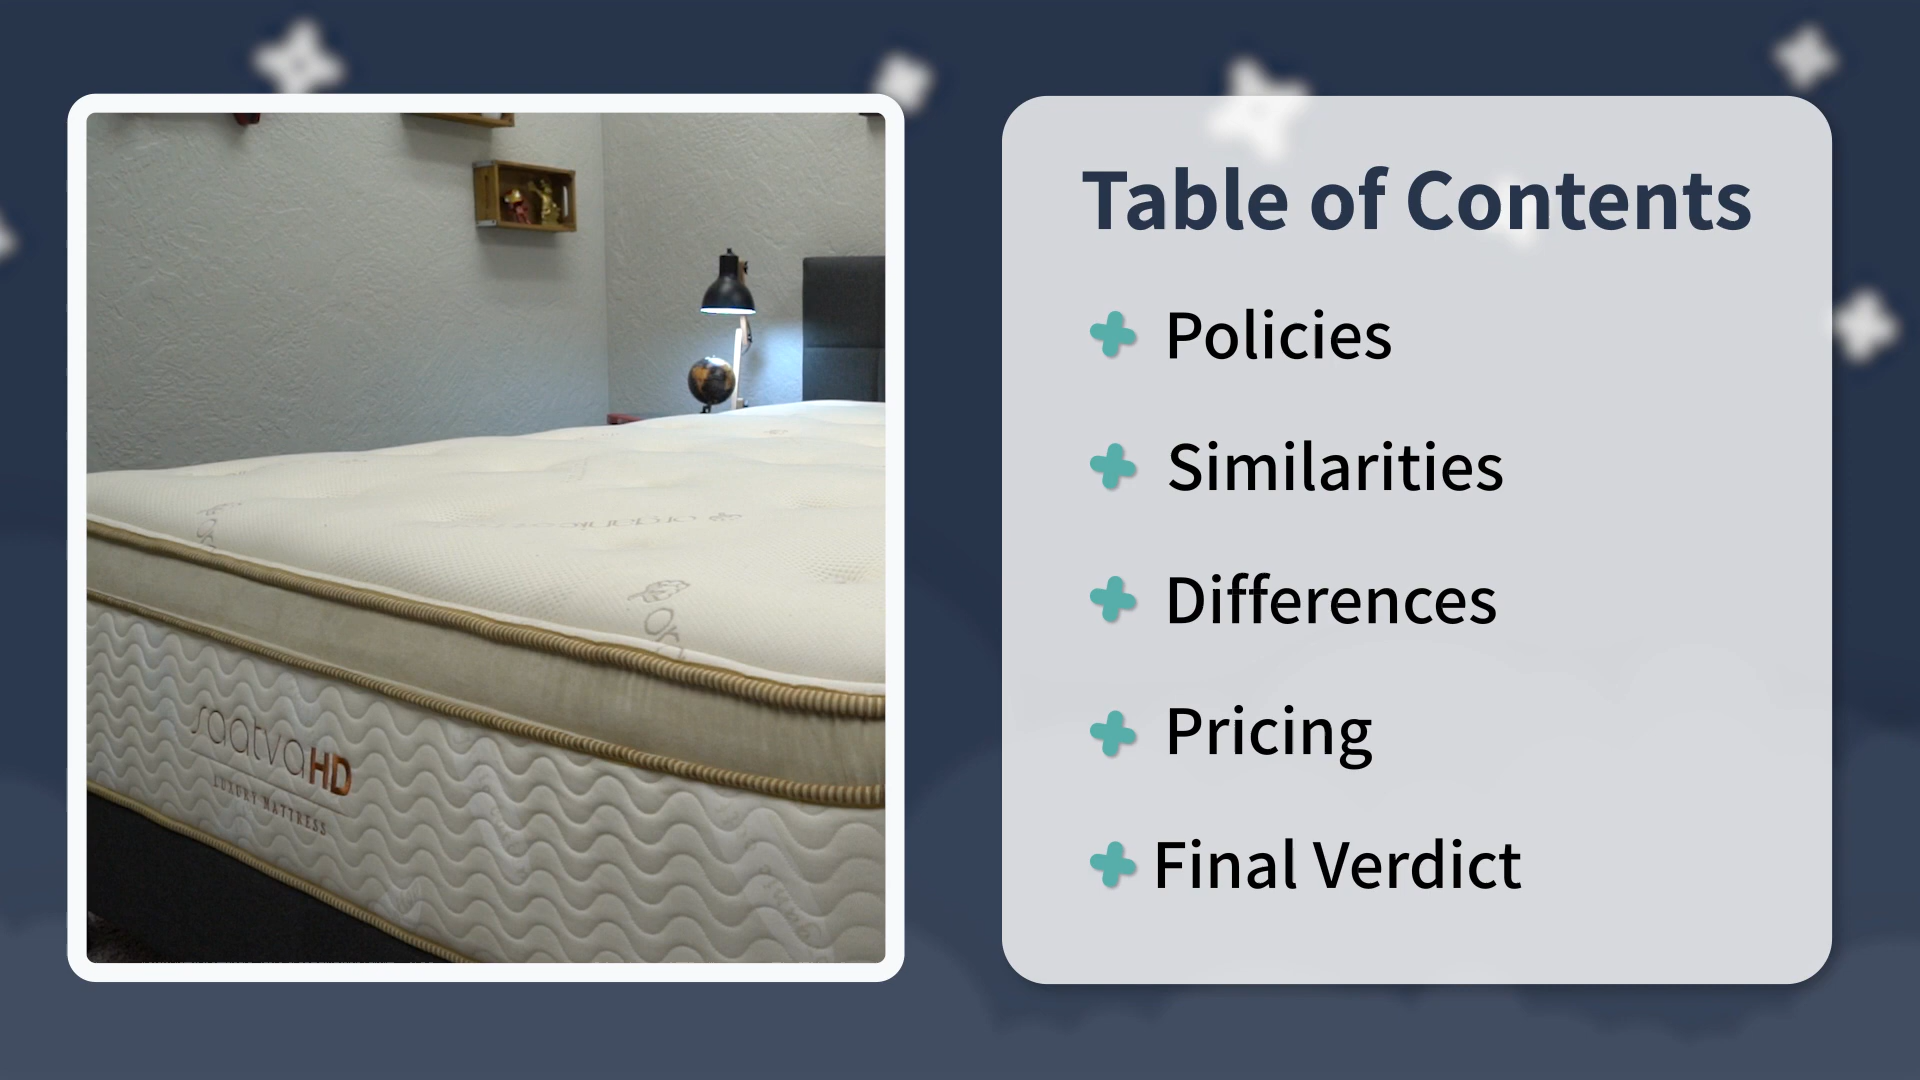 Table of Contents
Policies
Similarities
Differences
Pricing
Final Verdict
saatvaHD
LUXURY MATTRESS